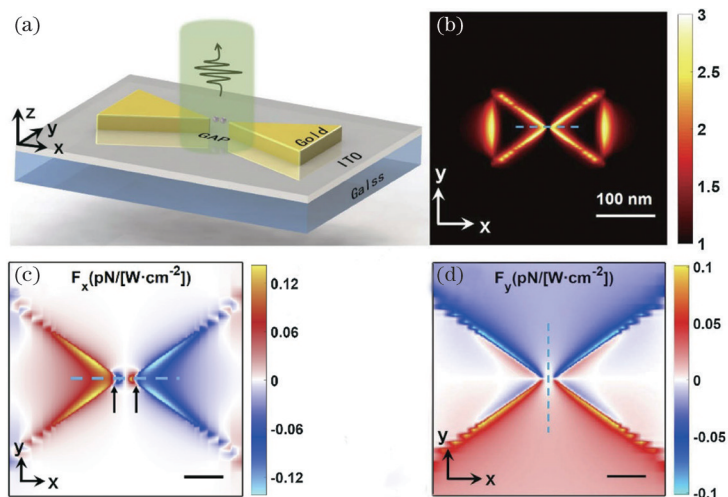 (a)
z
y
x
GAP
Gold
ITO
Galss
(b)
y
x
100 nm
3
2.5
2
1.5
1
(c)
Fx(pN/[W·cm-2])
y
x
0.12
0.06
0
-0.06
-0.12
(d)
Fy(pN/[W·cm-2])
y
x
0.1
0.05
0
-0.05
-0.1